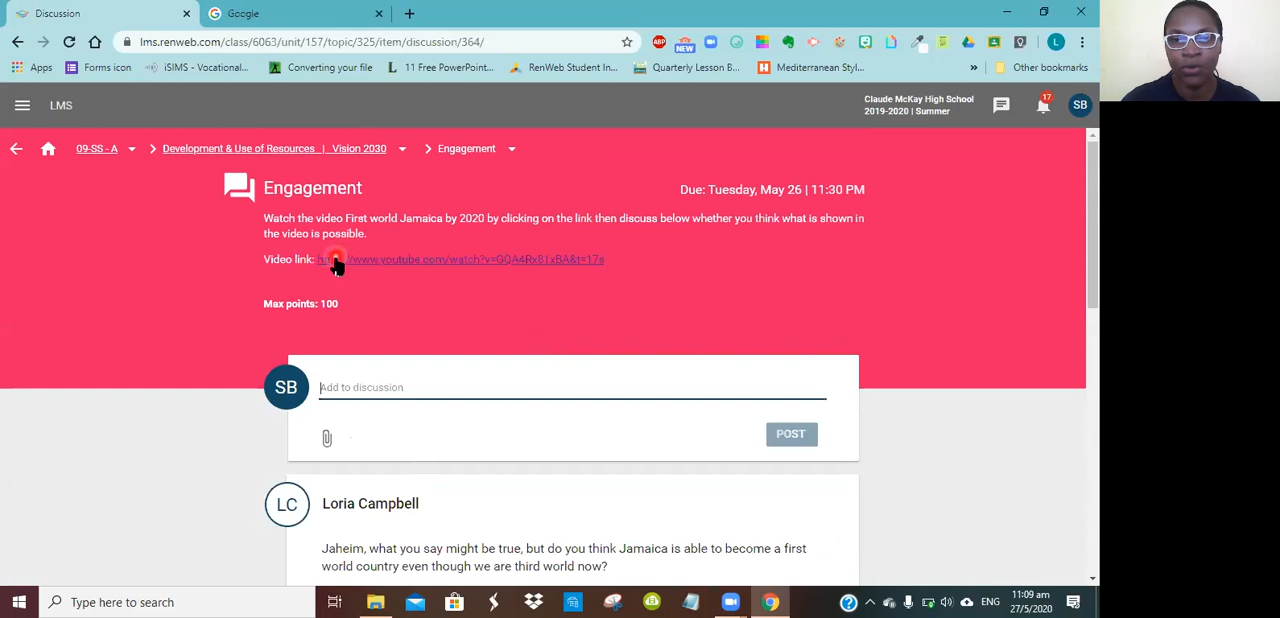 Discussion
Google
lms.renweb.com/class/6063/unit/157/topic/325/item/discussion/364/
ABP
NEW
L
Apps
Forms icon
iSIMS - Vocational...
Converting your file
11 Free PowerPoint...
RenWeb Student In...
Quarterly Lesson B...
Mediterranean Styl...
»
Other bookmarks
LMS
Claude McKay High School
2019-2020 | Summer
17
SB
09-SS - A
Development & Use of Resources | Vision 2030
Engagement
Engagement
Due: Tuesday, May 26 | 11:30 PM
Watch the video First world Jamaica by 2020 by clicking on the link then discuss below whether you think what is shown in
the video is possible.
Video link:
Max points: 100
SB
Add to discussion
POST
LC
Loria Campbell
Jaheim, what you say might be true, but do you think Jamaica is able to become a first
world country even though we are third world now?
Type here to search
ENG
11:09 am
27/5/2020